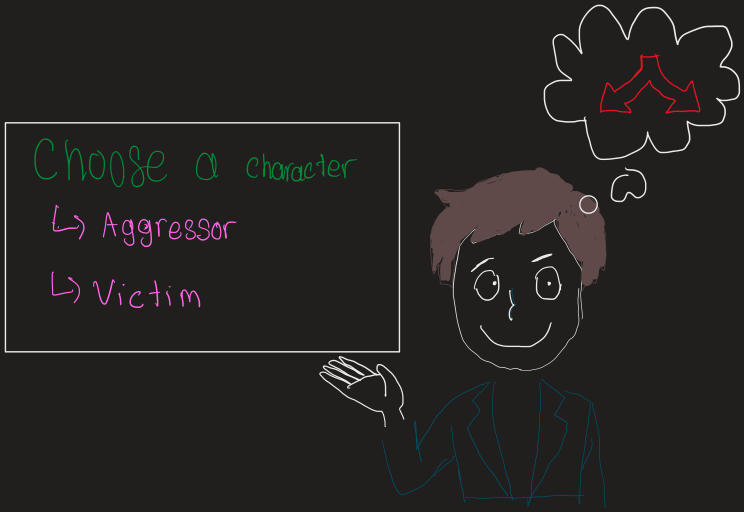 Choose a character
↳ Aggressor
↳ Victim